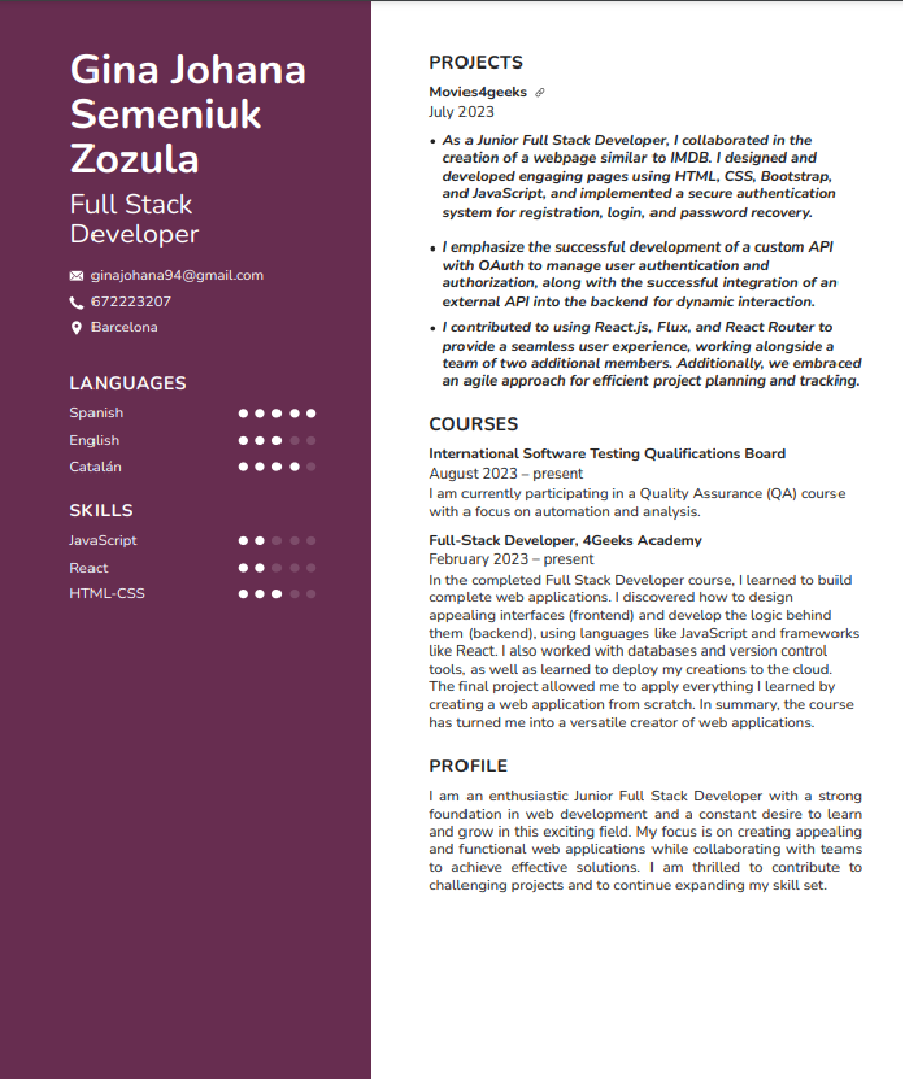 Gina Johana
Semeniuk
Zozula
Full Stack
Developer
ginajohana94@gmail.com
672223207
Barcelona
LANGUAGES
Spanish
English
Catalán
SKILLS
JavaScript
React
HTML-CSS
PROJECTS
Movies4geeks
July 2023
• As a Junior Full Stack Developer, I collaborated in the
creation of a webpage similar to IMDB. I designed and
developed engaging pages using HTML, CSS, Bootstrap,
and JavaScript, and implemented a secure authentication
system for registration, login, and password recovery.
• I emphasize the successful development of a custom API
with OAuth to manage user authentication and
authorization, along with the successful integration of an
external API into the backend for dynamic interaction.
• I contributed to using React.js, Flux, and React Router to
provide a seamless user experience, working alongside a
team of two additional members. Additionally, we embraced
an agile approach for efficient project planning and tracking.
COURSES
International Software Testing Qualifications Board
August 2023 – present
I am currently participating in a Quality Assurance (QA) course
with a focus on automation and analysis.
Full-Stack Developer, 4Geeks Academy
February 2023 – present
In the completed Full Stack Developer course, I learned to build
complete web applications. I discovered how to design
appealing interfaces (frontend) and develop the logic behind
them (backend), using languages like JavaScript and frameworks
like React. I also worked with databases and version control
tools, as well as learned to deploy my creations to the cloud.
The final project allowed me to apply everything I learned by
creating a web application from scratch. In summary, the course
has turned me into a versatile creator of web applications.
PROFILE
I am an enthusiastic Junior Full Stack Developer with a strong
foundation in web development and a constant desire to learn
and grow in this exciting field. My focus is on creating appealing
and functional web applications while collaborating with teams
to achieve effective solutions. I am thrilled to contribute to
challenging projects and to continue expanding my skill set.